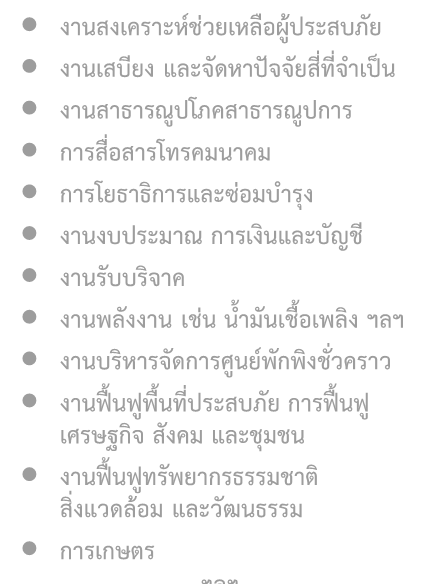 ● งานสงเคราะห์ช่วยเหลือผู้ประสบภัย
● งานเสบียง และจัดหาปัจจัยสี่ที่จำเป็น
● งานสาธารณูปโภคสาธารณูปการ
● การสื่อสารโทรคมนาคม
● การโยธาธิการและซ่อมบำรุง
● งานงบประมาณ การเงินและบัญชี
● งานรับบริจาค
● งานพลังงาน เช่น น้ำมันเชื้อเพลิง ฯลฯ
● งานบริหารจัดการศูนย์พักพิงชั่วคราว
● งานฟื้นฟูพื้นที่ประสบภัย การฟื้นฟู
เศรษฐกิจ สังคม และชุมชน
● งานฟื้นฟูทรัพยากรธรรมชาติ
สิ่งแวดล้อม และวัฒนธรรม
● การเกษตร